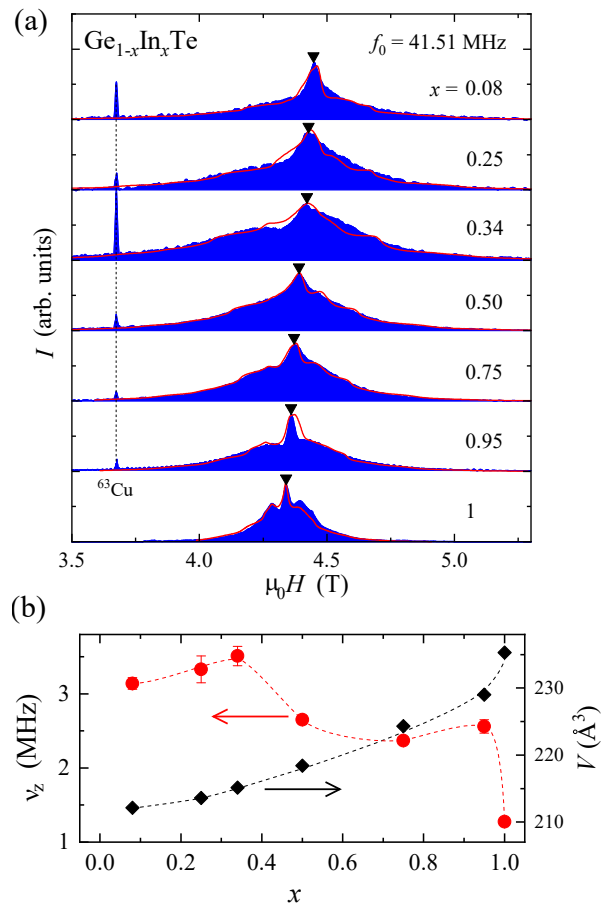 (a)
Ge1-xInxTe
f0 = 41.51 MHz
x = 0.08
0.25
0.34
0.50
0.75
0.95
1
63Cu
I (arb. units)
3.5 4.0 4.5 5.0
μ0H (T)
(b)
3
2
1
νz (MHz)
230
220
210
V (Å3)
0.0 0.2 0.4 0.6 0.8 1.0
x